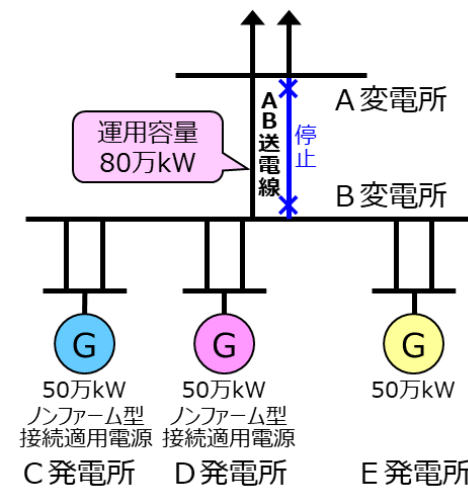 A変電所
AB送電線
停止
運用容量
80万kW
B変電所
G
G
G
50万kW
ノンファーム型
接続適用電源
50万kW
ノンファーム型
接続適用電源
50万kW
C発電所
D発電所
E発電所